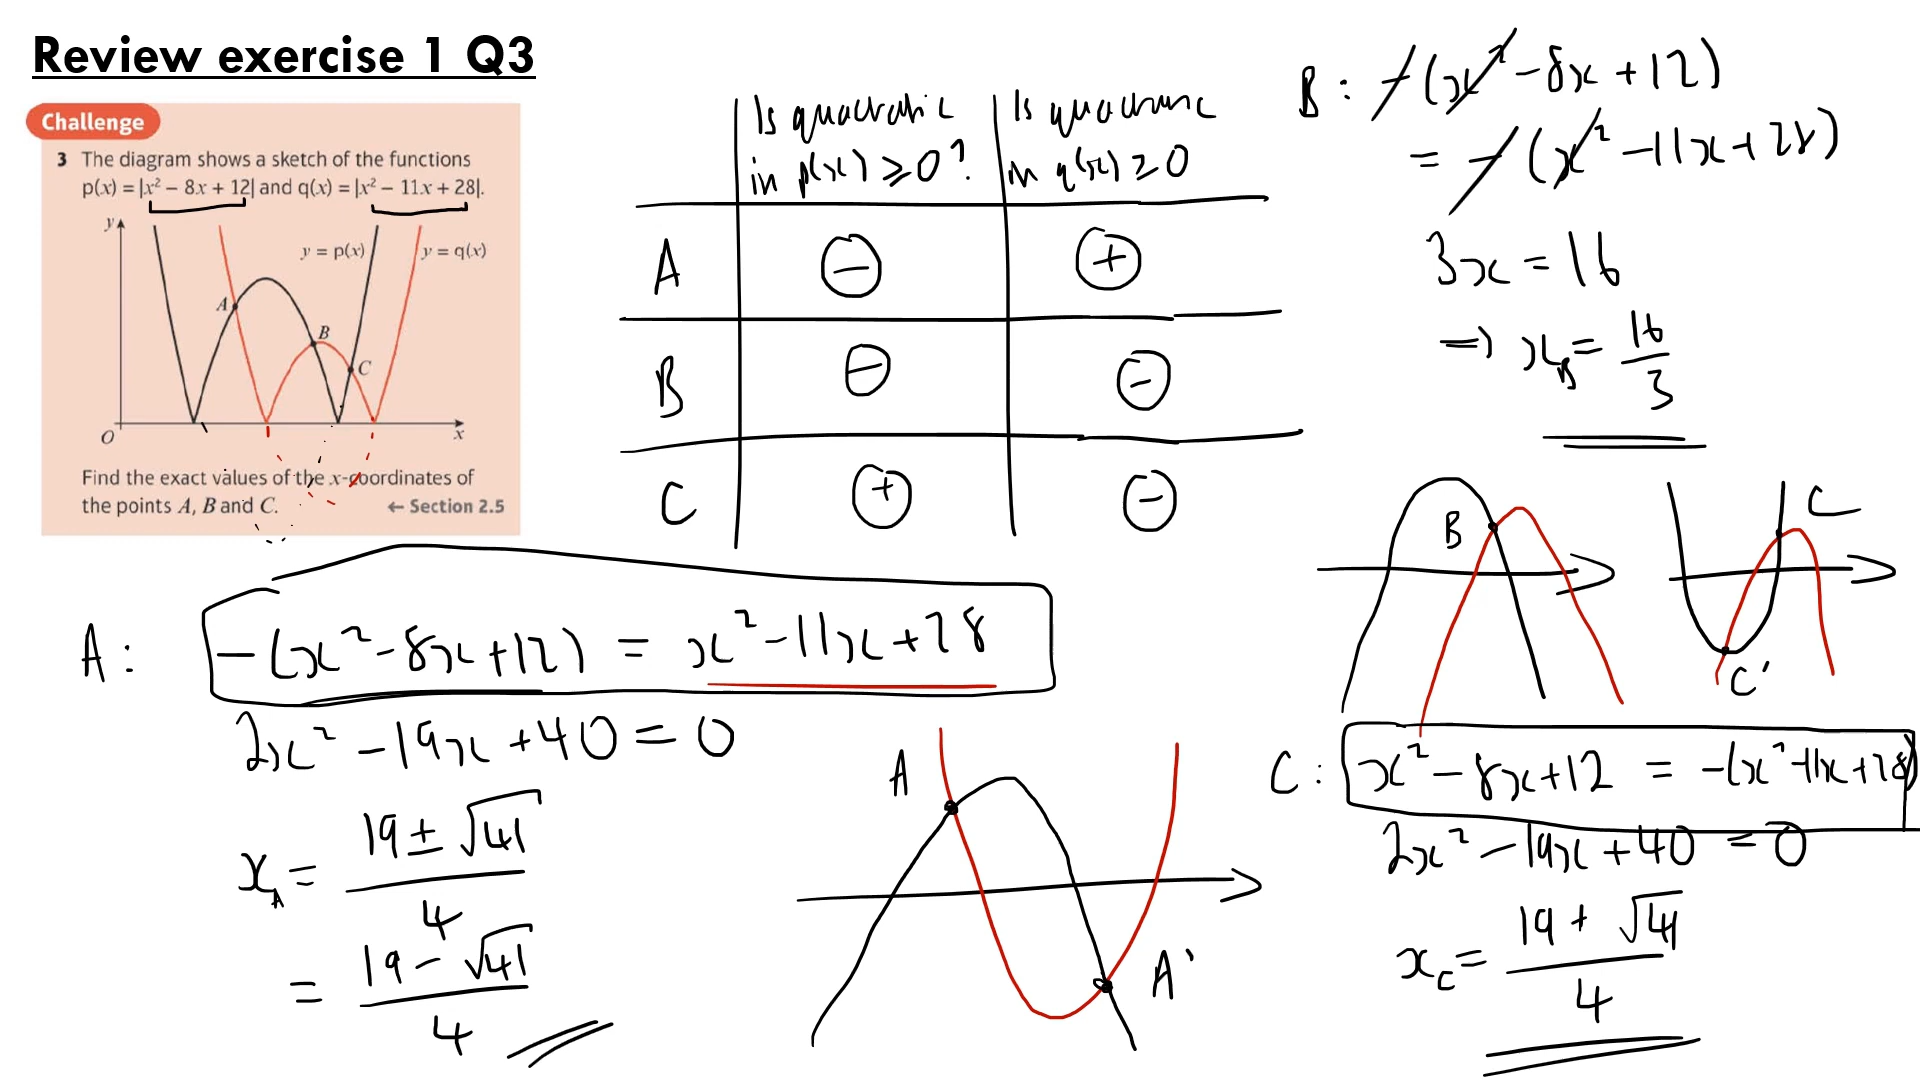 Review exercise 1 Q3
Challenge
3 The diagram shows a sketch of the functions
p(x) = |x² – 8x + 12| and q(x) = |x² – 11x + 28|.
y
y = p(x)
y = q(x)
A
B
C
O
x
Find the exact values of the x-coordinates of
the points A, B and C.
← Section 2.5
Is quadratic in p(x) ⩾ 0?
Is quadratic in q(x) ⩾ 0
A − +
B − −
C + −
B: −(x² − 8x + 12)
= −(x² − 11x + 28)
3x = 16
⇒ x_B = 16/3
B
C
C'
A: −(x² − 8x + 12) = x² − 11x + 28
2x² − 19x + 40 = 0
x_A = (19 ± √41)/4
= (19 − √41)/4
A
A'
C: x² − 8x + 12 = −(x² − 11x + 28)
2x² − 19x + 40 = 0
x_C = (19 + √41)/4